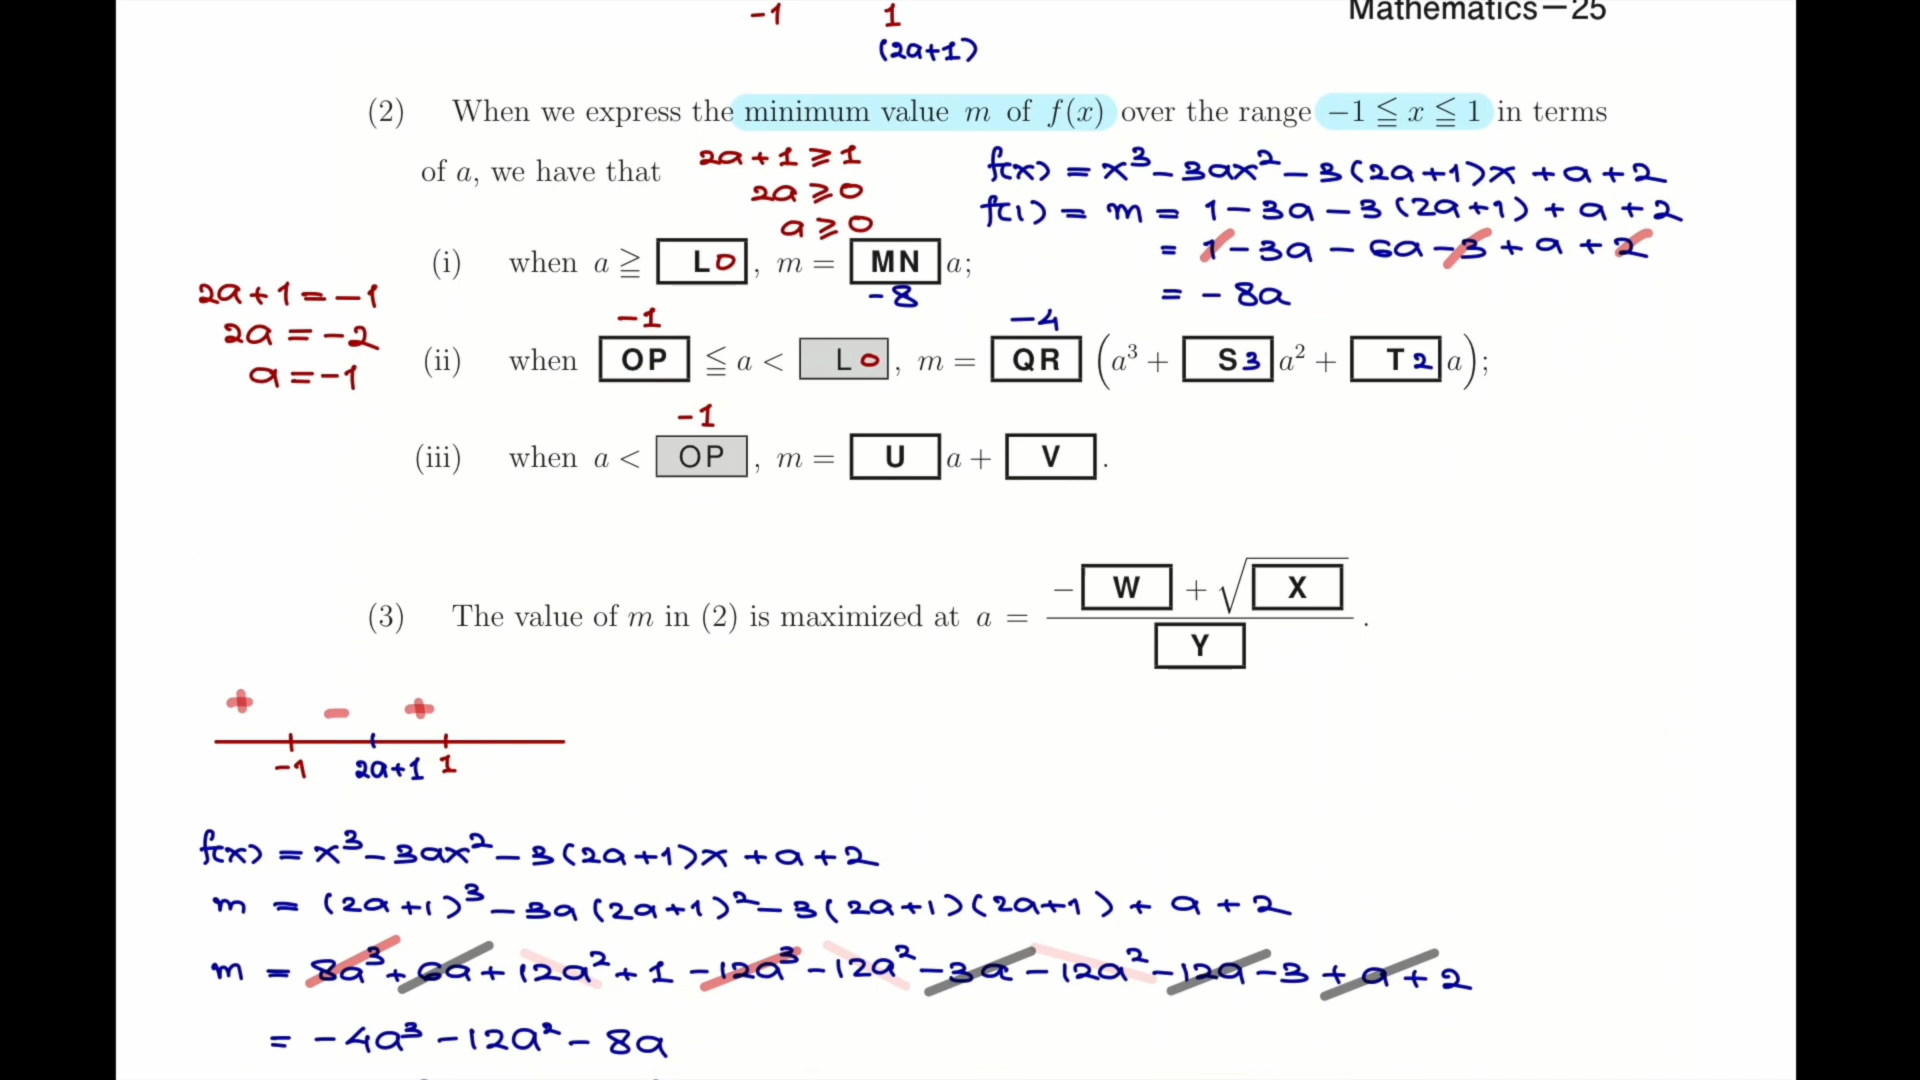 Mathematics—25
-1 1
(2a+1)
(2) When we express the minimum value m of f(x) over the range −1 ≦ x ≦ 1 in terms
of a, we have that
2a+1⩾1
2a⩾0
a⩾0
f(x) = x³-3ax²-3(2a+1)x+a+2
f(1) = m = 1-3a-3(2a+1)+a+2
= 1-3a-6a-3+a+2
= -8a
(i) when a ≧ L0, m = MN a;
-8
2a+1=-1
2a=-2
a=-1
-1 -4
(ii) when OP ≦ a < L0, m = QR (a³ + S3 a² + T2 a);
-1
(iii) when a < OP, m = U a + V.
(3) The value of m in (2) is maximized at a = (−W + √X)/Y.
+ - +
-1 2a+1 1
f(x) = x³-3ax²-3(2a+1)x+a+2
m = (2a+1)³-3a(2a+1)²-3(2a+1)(2a+1)+a+2
m = 8a³+6a+12a²+1-12a³-12a²-3a-12a²-12a-3+a+2
= -4a³-12a²-8a